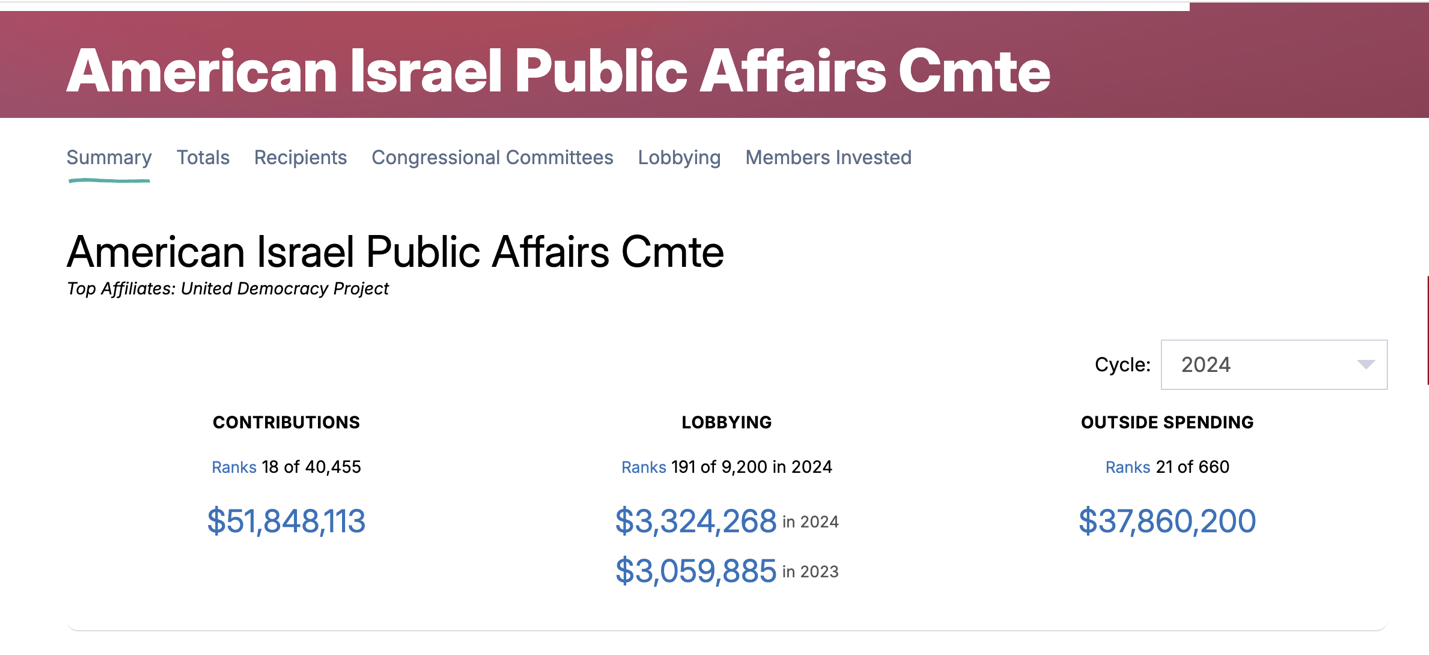 American Israel Public Affairs Cmte
Summary Totals Recipients Congressional Committees Lobbying Members Invested
American Israel Public Affairs Cmte
Top Affiliates: United Democracy Project
Cycle: 2024
CONTRIBUTIONS
Ranks 18 of 40,455
$51,848,113
LOBBYING
Ranks 191 of 9,200 in 2024
$3,324,268 in 2024
$3,059,885 in 2023
OUTSIDE SPENDING
Ranks 21 of 660
$37,860,200